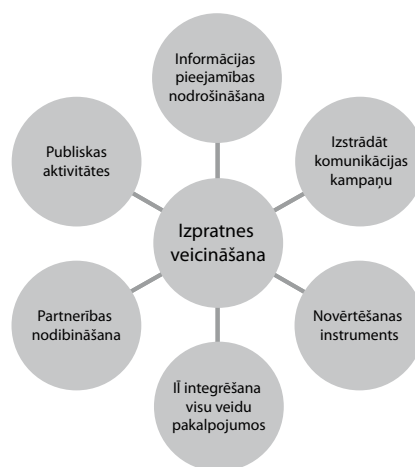 Informācijas
pieejamības
nodrošināšana
Izstrādāt
komunikācijas
kampaņu
Novērtēšanas
instruments
IĪ integrēšana
visu veidu
pakalpojumos
Partnerības
nodibināšana
Publiskas
aktivitātes
Izpratnes
veicināšana